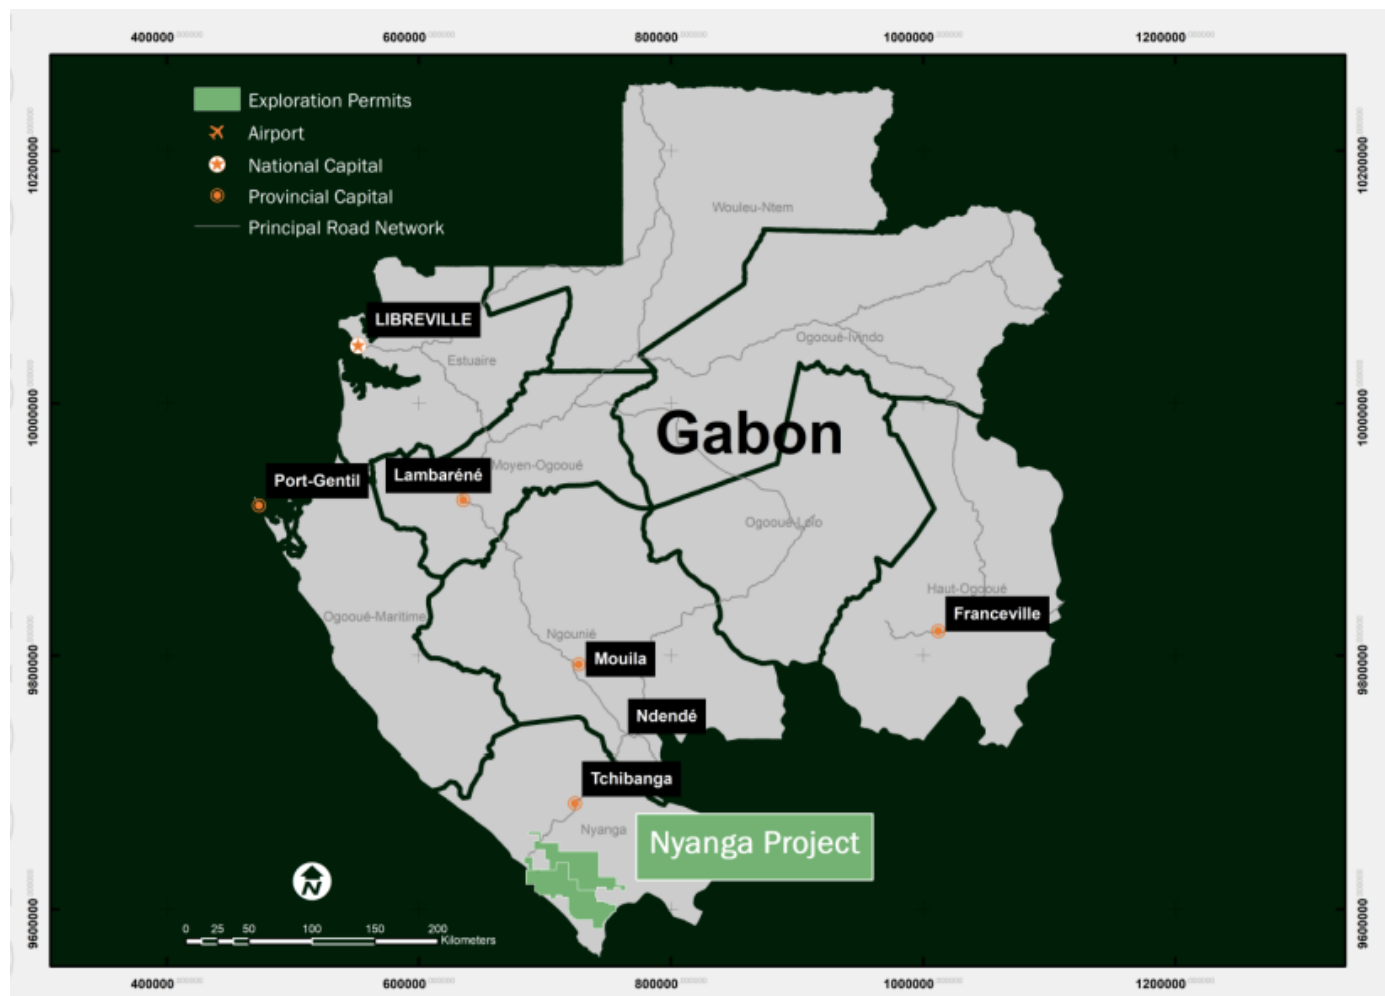 400000 600000 800000 1000000 1200000
Exploration Permits
Airport
National Capital
Provincial Capital
Principal Road Network
10200000
10200000
Wouleu-Ntem
LIBREVILLE
Ogooué-Ivindo
Estuaire
10000000
10000000
Gabon
Moyen-Ogooué
Lambaréné
Port-Gentil
Ogooué-Lolo
Haut-Ogooué
Franceville
Ogooué-Maritime
Ngounié
Mouila
9800000
9800000
Ndendé
Tchibanga
Nyanga
Nyanga Project
N
9600000
9600000
0 25 50 100 150 200
Kilometers
400000 600000 800000 1000000 1200000